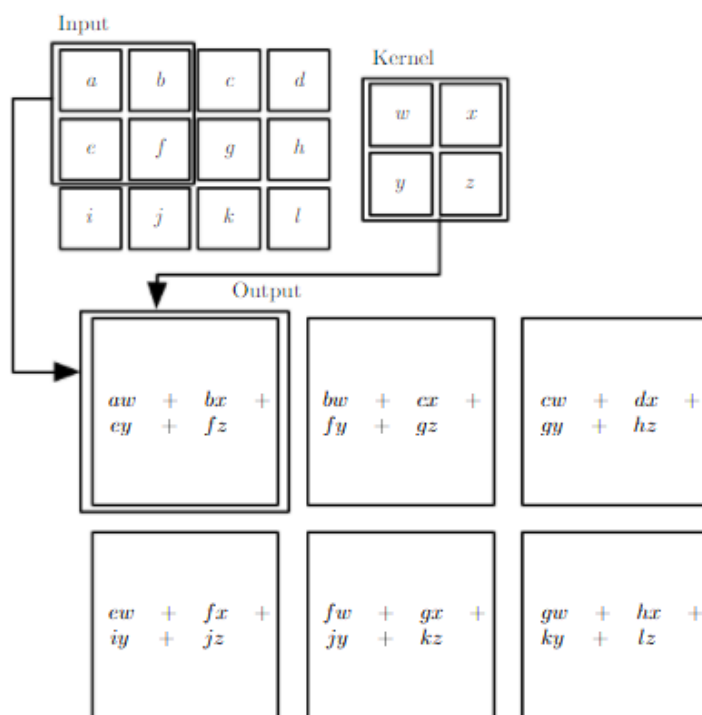 Input
a b c d
Kernel
w x
e f g h
y z
i j k l
Output
aw + bx +
ey + fz
bw + cx +
fy + gz
cw + dx +
gy + hz
ew + fx +
iy + jz
fw + gx +
jy + kz
gw + hx +
ky + lz